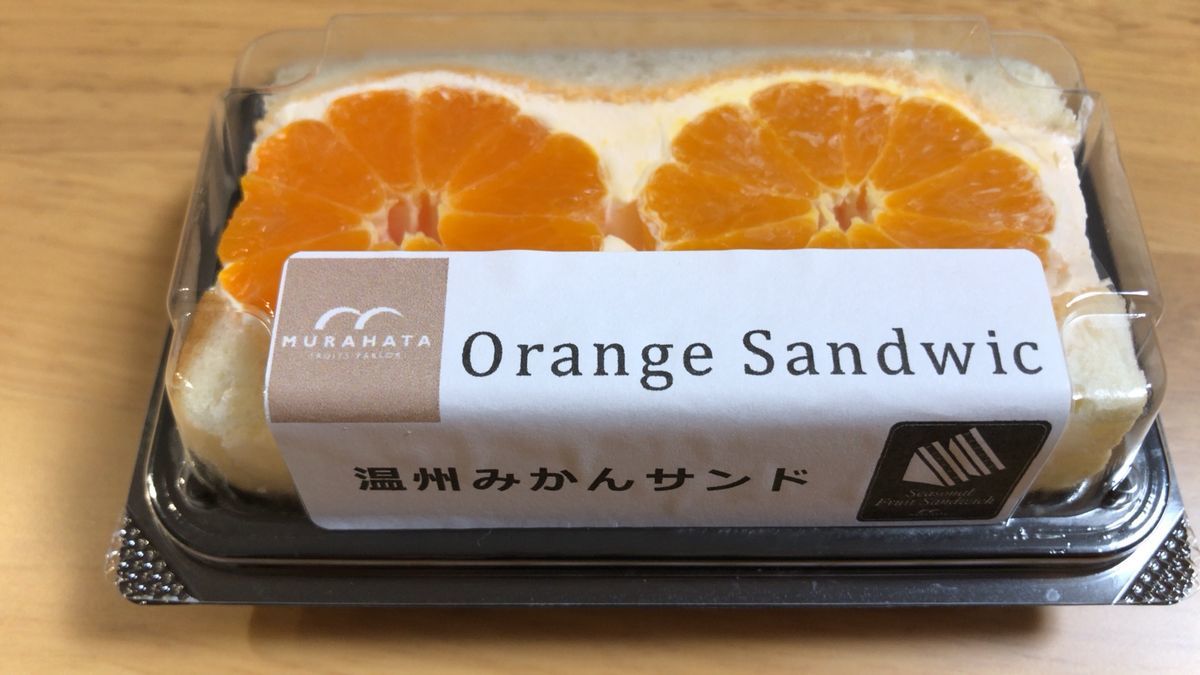 MURAHATA
FRUITS PARLOR
Orange Sandwic
温州みかんサンド
Seasonal
Fruit Sandwich